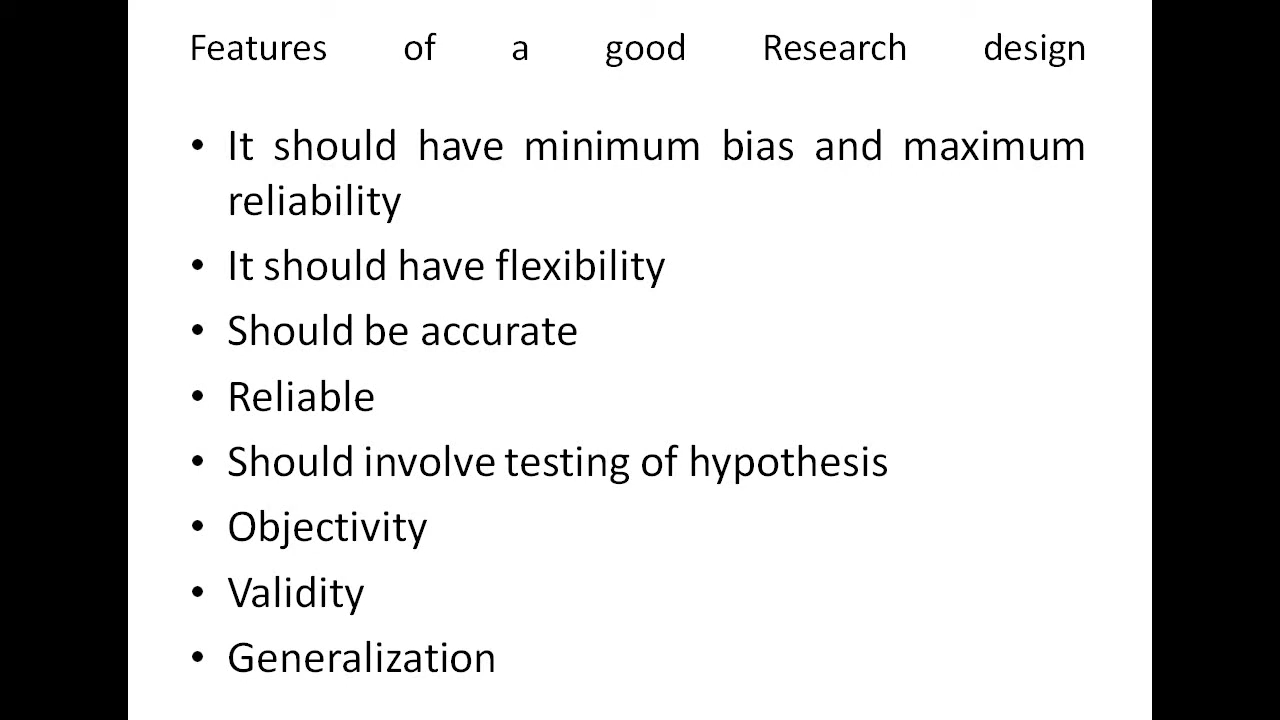 Features of a good Research design
• It should have minimum bias and maximum
reliability
• It should have flexibility
• Should be accurate
• Reliable
• Should involve testing of hypothesis
• Objectivity
• Validity
• Generalization